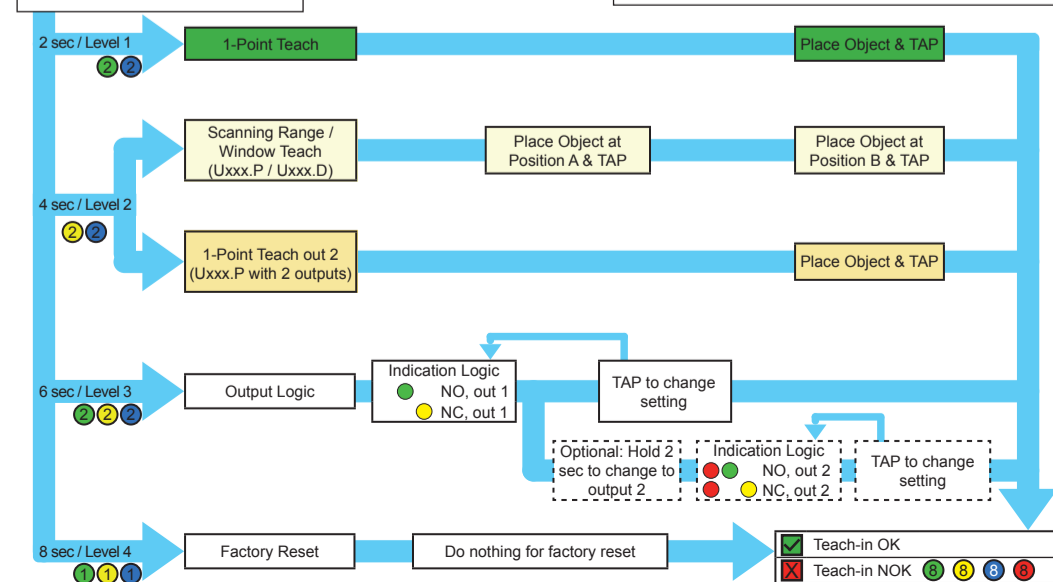 2 sec / Level 1
2 2
1-Point Teach
Place Object & TAP
Scanning Range /
Window Teach
(Uxxx.P / Uxxx.D)
Place Object at
Position A & TAP
Place Object at
Position B & TAP
4 sec / Level 2
2 2
1-Point Teach out 2
(Uxxx.P with 2 outputs)
Place Object & TAP
6 sec / Level 3
2 2 2
Output Logic
Indication Logic
NO, out 1
NC, out 1
TAP to change
setting
Optional: Hold 2
sec to change to
output 2
Indication Logic
NO, out 2
NC, out 2
TAP to change
setting
8 sec / Level 4
1 1 1
Factory Reset
Do nothing for factory reset
Teach-in OK
Teach-in NOK 8 8 8 8